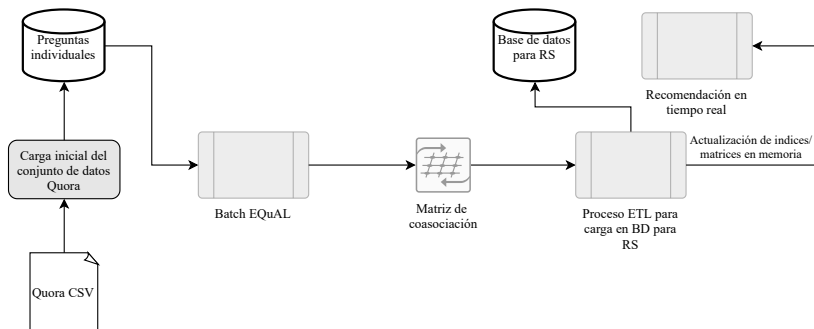 Preguntas
individuales
Base de datos
para RS
Recomendación en
tiempo real
Carga inicial del
conjunto de datos
Quora
Actualización de indices/
matrices en memoria
Batch EQuAL
Matriz de
coasociación
Proceso ETL para
carga en BD para
RS
Quora CSV